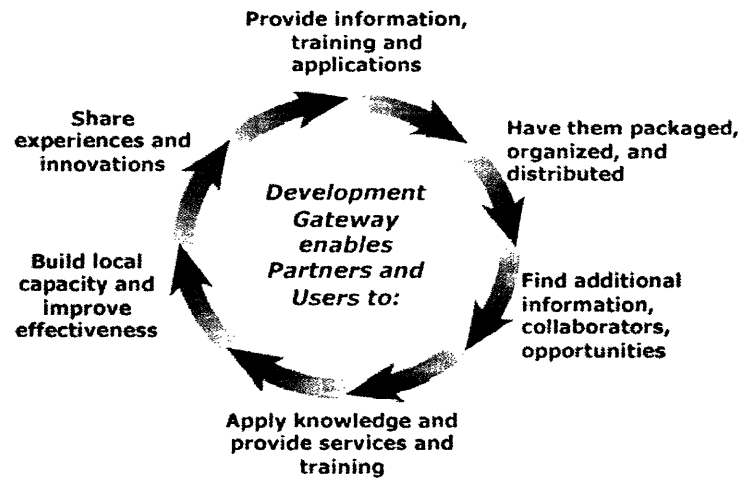 Provide information,
training and
applications
Have them packaged,
organized, and
distributed
Find additional
information,
collaborators,
opportunities
Apply knowledge and
provide services and
training
Build local
capacity and
improve
effectiveness
Share
experiences and
innovations
Development
Gateway
enables
Partners and
Users to: